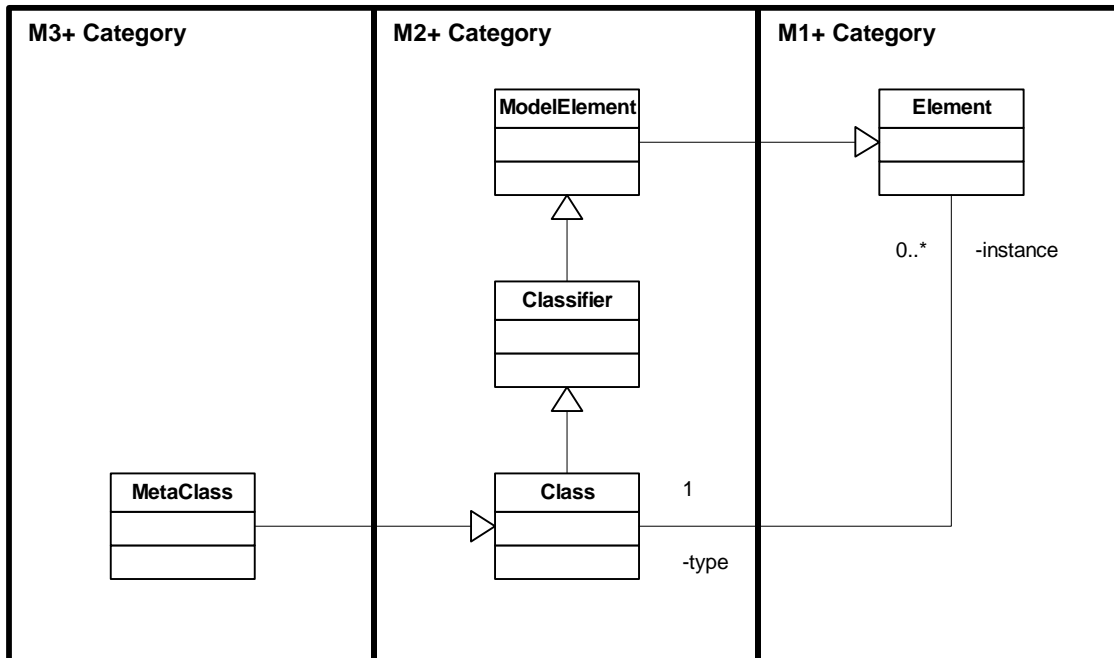 M3+ Category
M2+ Category
M1+ Category
ModelElement
Element
0..*
-instance
Classifier
MetaClass
Class
1
-type